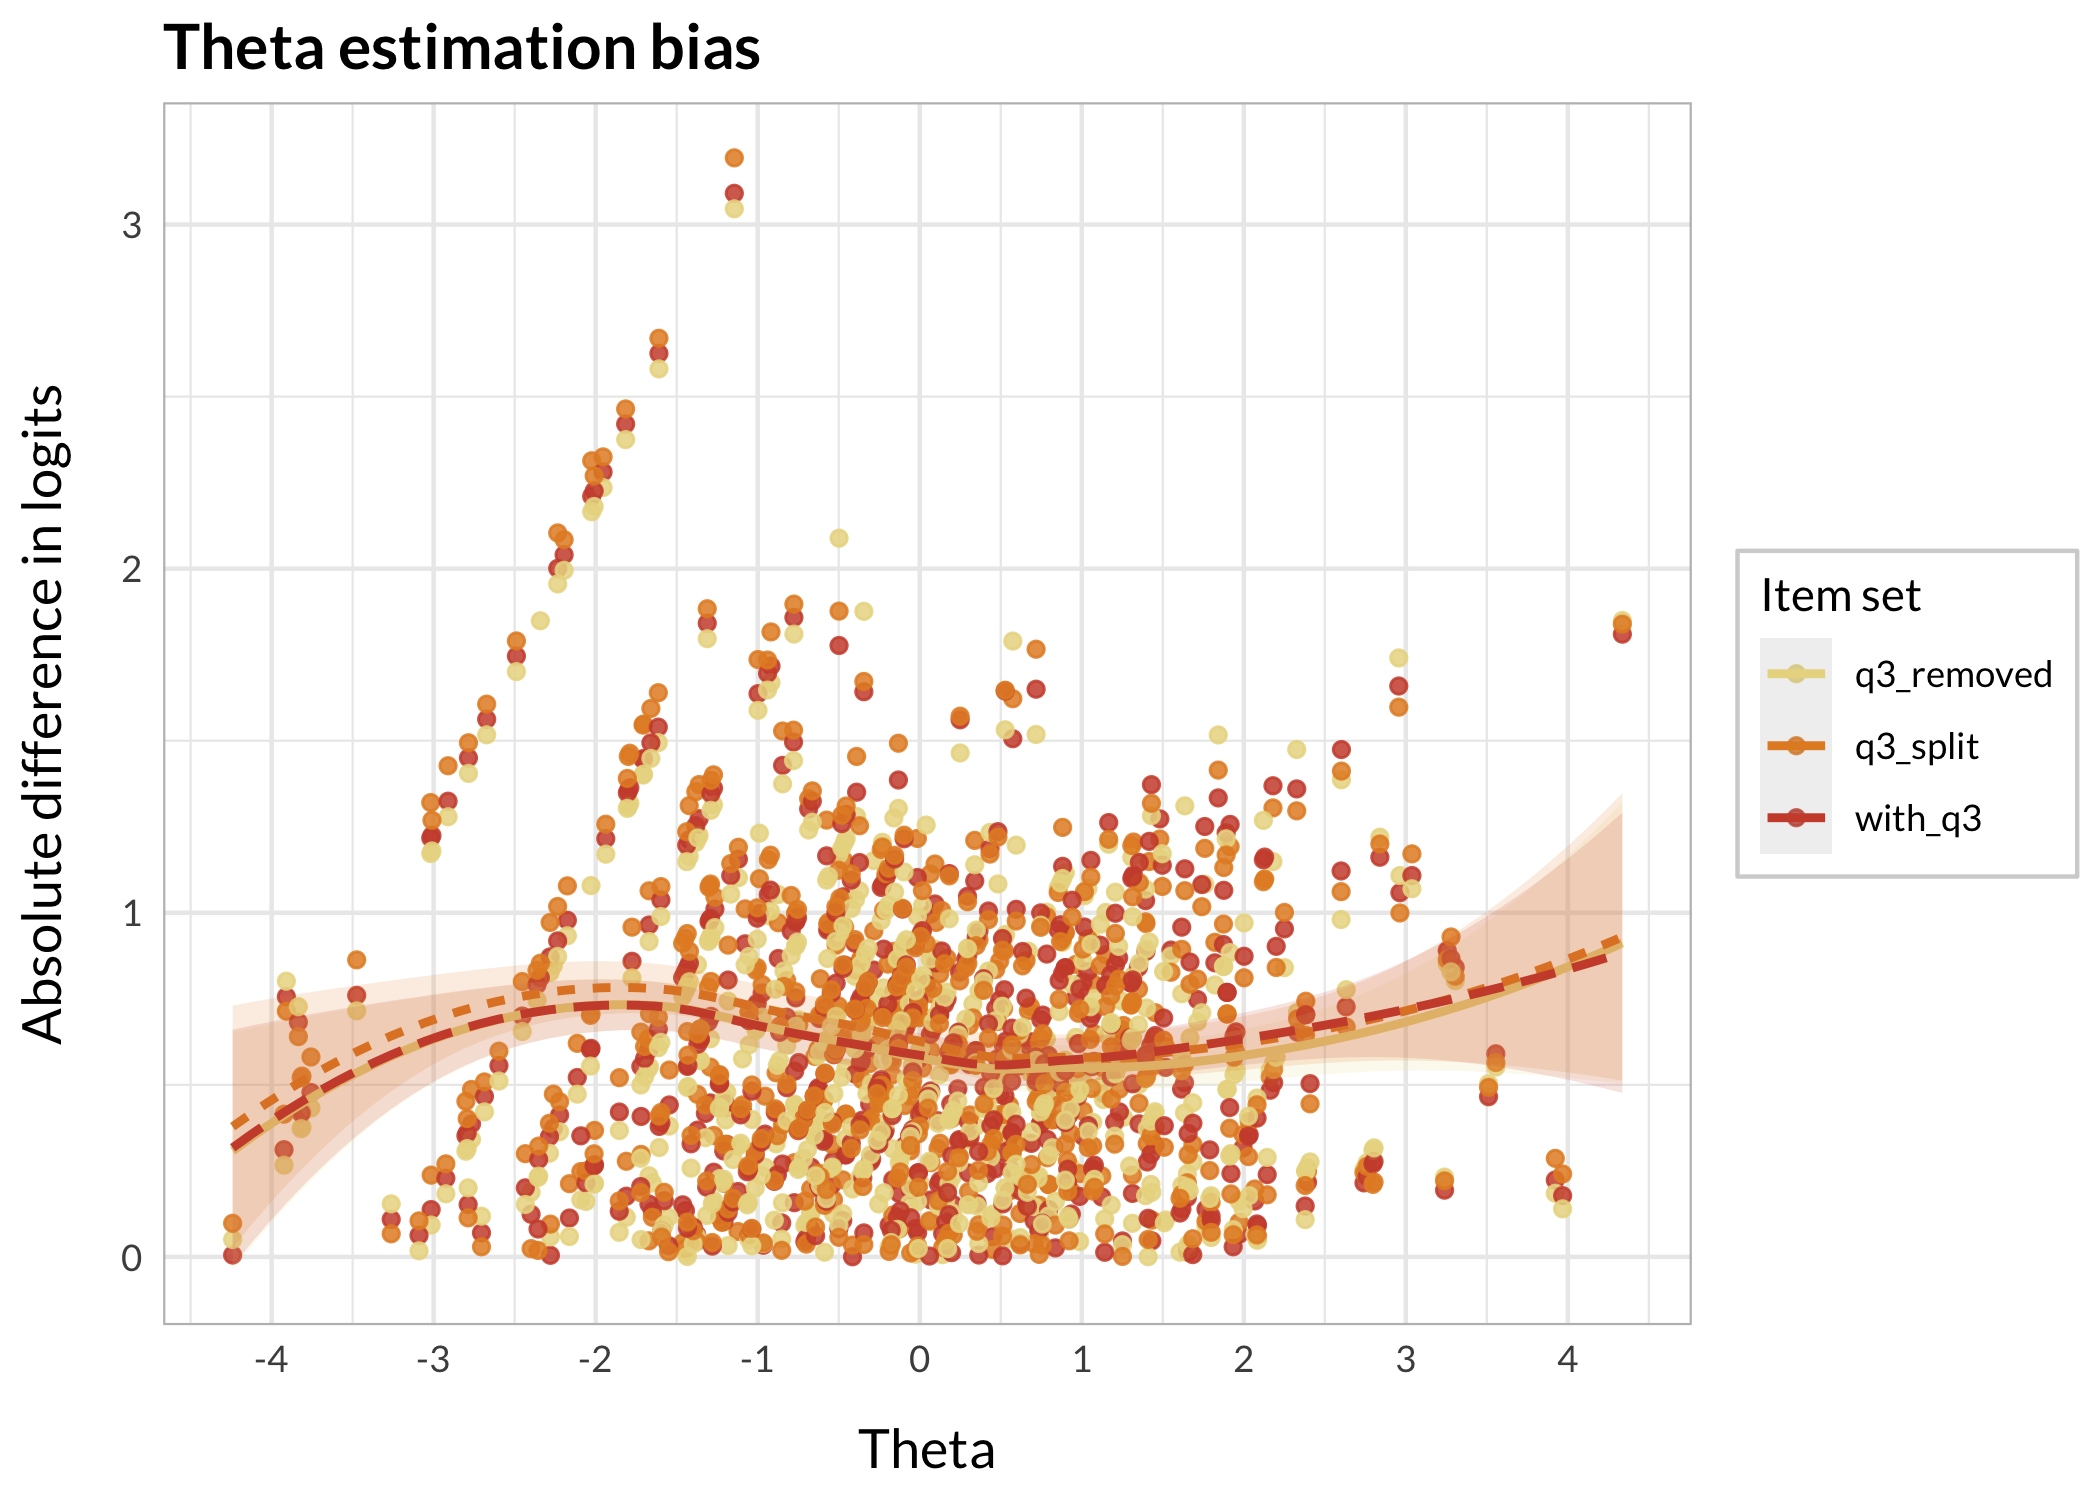 Theta estimation bias
Absolute difference in logits
3
2
1
0
-4 -3 -2 -1 0 1 2 3 4
Theta
Item set
q3_removed
q3_split
with_q3